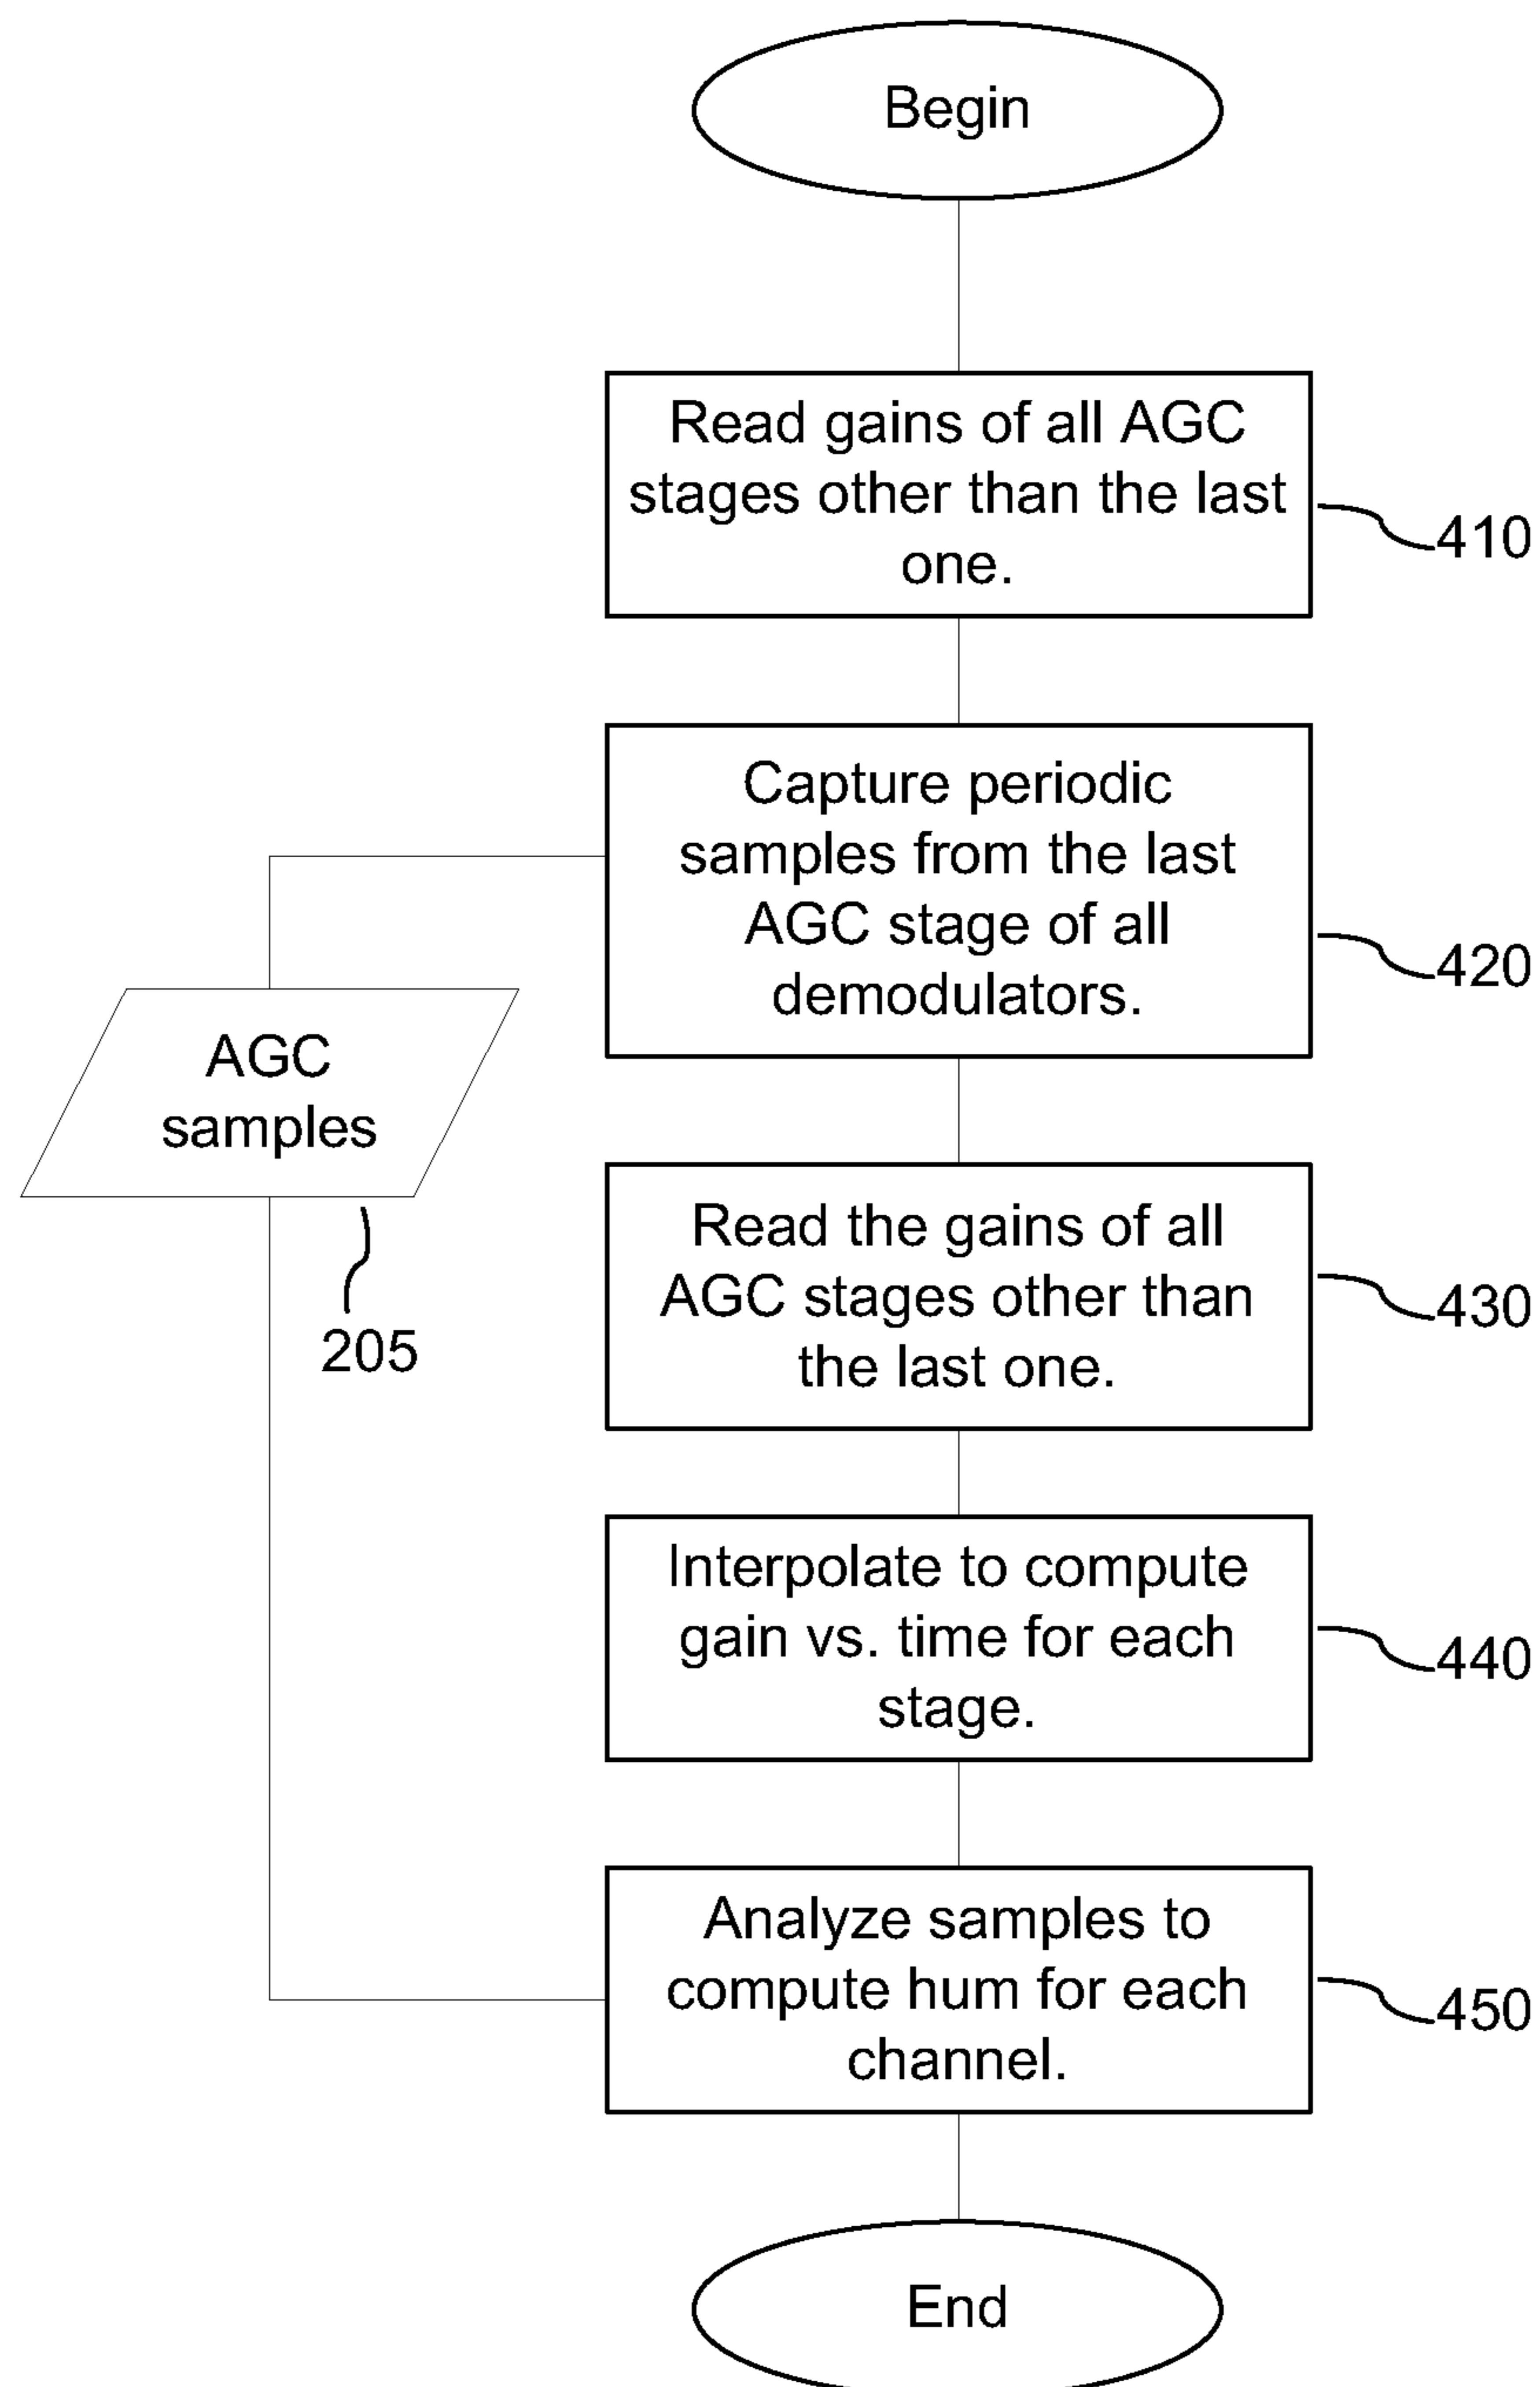 Begin
Read gains of all AGC
stages other than the last
one.
410
Capture periodic
samples from the last
AGC stage of all
demodulators.
420
AGC
samples
205
Read the gains of all
AGC stages other than
the last one.
430
Interpolate to compute
gain vs. time for each
stage.
440
Analyze samples to
compute hum for each
channel.
450
End